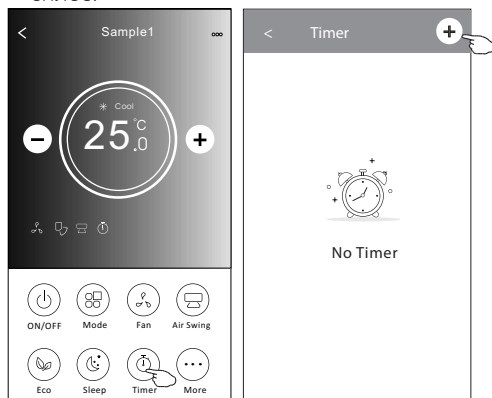 Sample1
Cool
25.0 °C
ON/OFF Mode Fan Air Swing
Eco Sleep Timer More
Timer
No Timer